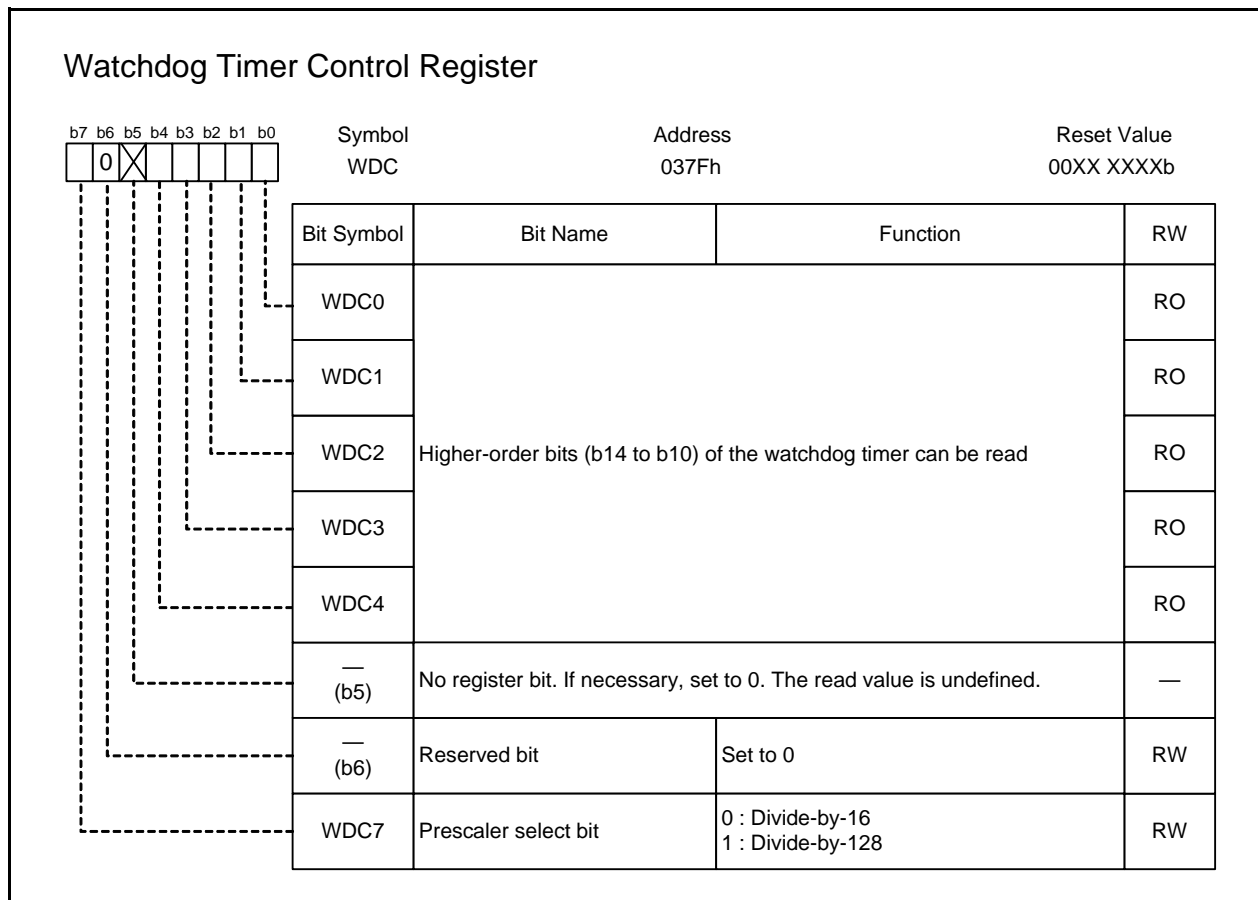 Watchdog Timer Control Register
b7 b6 b5 b4 b3 b2 b1 b0
Symbol Address Reset Value
0
WDC 037Fh 00XX XXXXb
Bit Symbol Bit Name Function RW
WDC0 RO
WDC1 RO
WDC2 Higher-order bits (b14 to b10) of the watchdog timer can be read RO
WDC3 RO
WDC4 RO
—
(b5) No register bit. If necessary, set to 0. The read value is undefined. —
—
(b6) Reserved bit Set to 0 RW
WDC7 Prescaler select bit 0 : Divide-by-16
1 : Divide-by-128 RW